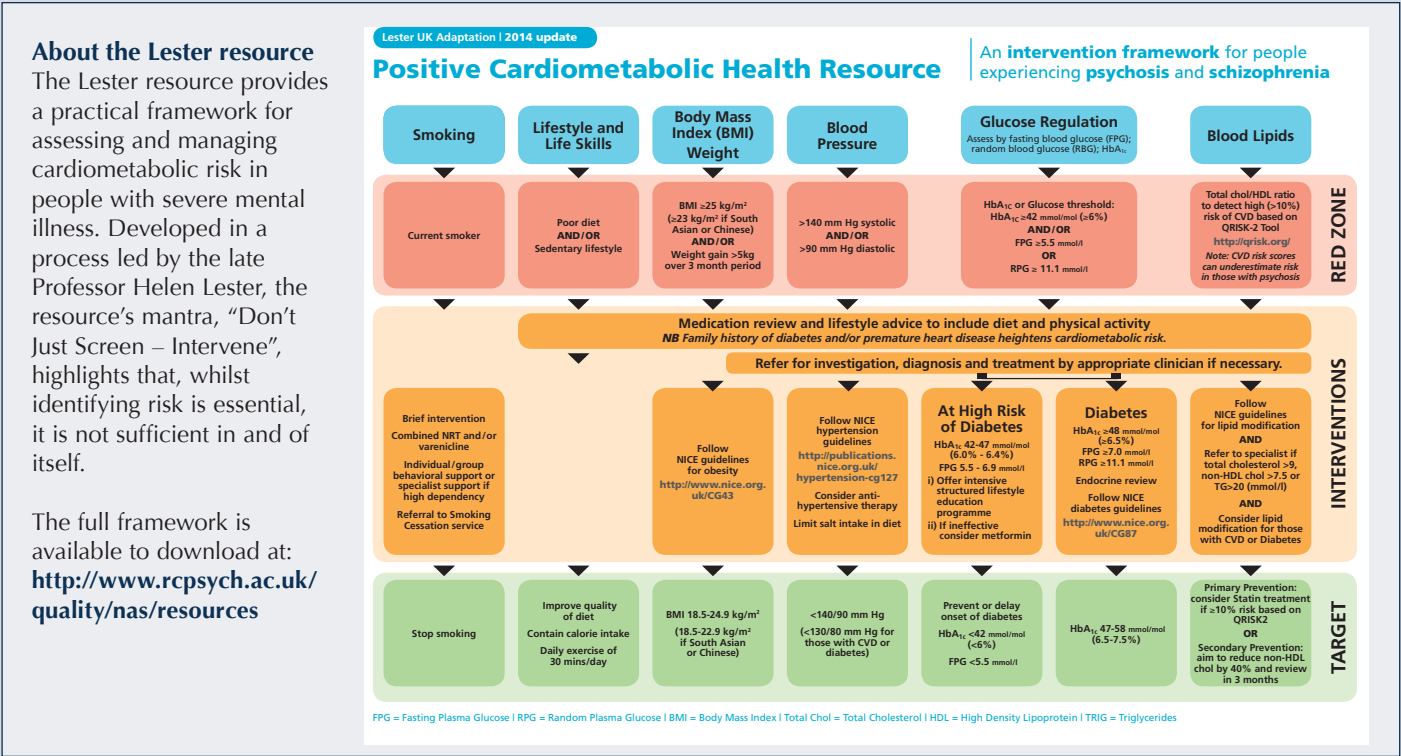 About the Lester resource
The Lester resource provides
a practical framework for
assessing and managing
cardiometabolic risk in
people with severe mental
illness. Developed in a
process led by the late
Professor Helen Lester, the
resource's mantra, “Don't
Just Screen – Intervene”,
highlights that, whilst
identifying risk is essential,
it is not sufficient in and of
itself.
The full framework is
available to download at:
http://www.rcpsych.ac.uk/
quality/nas/resources
Lester UK Adaptation | 2014 update
Positive Cardiometabolic Health Resource
An intervention framework for people
experiencing psychosis and schizophrenia
Smoking
Lifestyle and
Life Skills
Body Mass
Index (BMI)
Weight
Blood
Pressure
Glucose Regulation
Assess by fasting blood glucose (FPG);
random blood glucose (RBG); HbA1c
Blood Lipids
RED ZONE
Current smoker
Poor diet
AND/OR
Sedentary lifestyle
BMI ≥25 kg/m²
(≥23 kg/m² if South
Asian or Chinese)
AND/OR
Weight gain >5kg
over 3 month period
>140 mm Hg systolic
AND/OR
>90 mm Hg diastolic
HbA1C or Glucose threshold:
HbA1C ≥42 mmol/mol (≥6%)
AND/OR
FPG ≥5.5 mmol/l
OR
RPG ≥ 11.1 mmol/l
Total chol/HDL ratio
to detect high (>10%)
risk of CVD based on
QRISK-2 Tool
http://qrisk.org/
Note: CVD risk scores
can underestimate risk
in those with psychosis
INTERVENTIONS
Medication review and lifestyle advice to include diet and physical activity
NB Family history of diabetes and/or premature heart disease heightens cardiometabolic risk.
Refer for investigation, diagnosis and treatment by appropriate clinician if necessary.
Brief intervention
Combined NRT and/or
varenicline
Individual/group
behavioral support or
specialist support if
high dependency
Referral to Smoking
Cessation service
Follow
NICE guidelines
for obesity
http://www.nice.org.
uk/CG43
Follow NICE
hypertension
guidelines
http://publications.
nice.org.uk/
hypertension-cg127
Consider anti-
hypertensive therapy
Limit salt intake in diet
At High Risk
of Diabetes
HbA1c 42-47 mmol/mol
(6.0% - 6.4%)
FPG 5.5 - 6.9 mmol/l
i) Offer intensive
structured lifestyle
education
programme
ii) If ineffective
consider metformin
Diabetes
HbA1c ≥48 mmol/mol
(≥6.5%)
FPG ≥7.0 mmol/l
RPG ≥11.1 mmol/l
Endocrine review
Follow NICE
diabetes guidelines
http://www.nice.org.
uk/CG87
Follow
NICE guidelines
for lipid modification
AND
Refer to specialist if
total cholesterol >9,
non-HDL chol >7.5 or
TG>20 (mmol/l)
AND
Consider lipid
modification for those
with CVD or Diabetes
TARGET
Stop smoking
Improve quality
of diet
Contain calorie intake
Daily exercise of
30 mins/day
BMI 18.5-24.9 kg/m²
(18.5-22.9 kg/m²
if South Asian
or Chinese)
<140/90 mm Hg
(<130/80 mm Hg for
those with CVD or
diabetes)
Prevent or delay
onset of diabetes
HbA1c <42 mmol/mol
(<6%)
FPG <5.5 mmol/l
HbA1c 47-58 mmol/mol
(6.5-7.5%)
Primary Prevention:
consider Statin treatment
if ≥10% risk based on
QRISK2
OR
Secondary Prevention:
aim to reduce non-HDL
chol by 40% and review
in 3 months
FPG = Fasting Plasma Glucose | RPG = Random Plasma Glucose | BMI = Body Mass Index | Total Chol = Total Cholesterol | HDL = High Density Lipoprotein | TRIG = Triglycerides